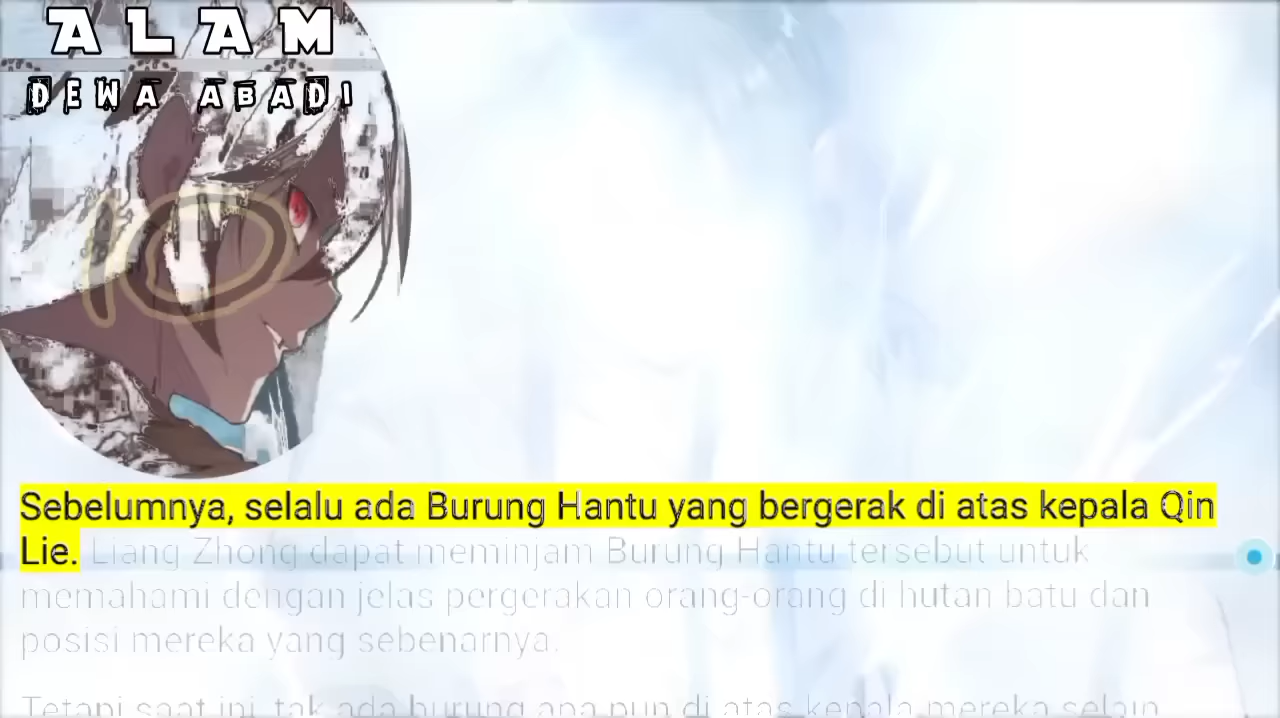 ALAM
DEWA ABADI
Sebelumnya, selalu ada Burung Hantu yang bergerak di atas kepala Qin
Lie. Liang Zhong dapat meminjam Burung Hantu tersebut untuk
memahami dengan jelas pergerakan orang-orang di hutan batu dan
posisi mereka yang sebenarnya.
Tetapi saat ini, tak ada burung apa pun di atas kepala mereka selain